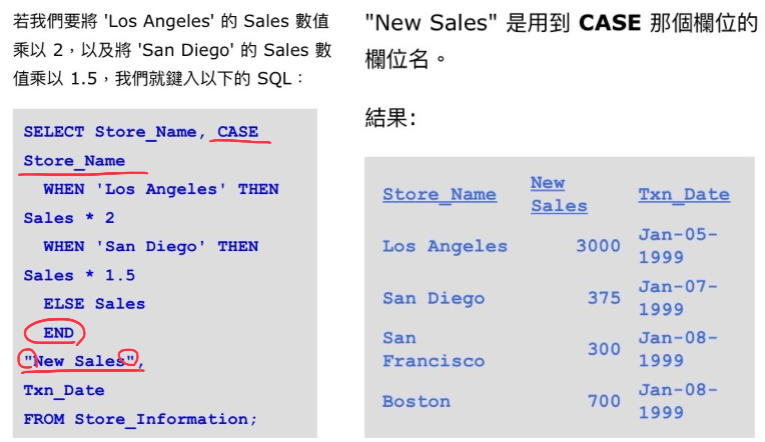 若我們要將 'Los Angeles' 的 Sales 數值
乘以 2，以及將 'San Diego' 的 Sales 數
值乘以 1.5，我們就鍵入以下的 SQL：
SELECT Store_Name, CASE
Store_Name
WHEN 'Los Angeles' THEN
Sales * 2
WHEN 'San Diego' THEN
Sales * 1.5
ELSE Sales
END
"New Sales",
Txn_Date
FROM Store_Information;
"New Sales" 是用到 CASE 那個欄位的
欄位名。
結果:
Store_Name New Sales Txn_Date
Los Angeles 3000 Jan-05-1999
San Diego 375 Jan-07-1999
San Francisco 300 Jan-08-1999
Boston 700 Jan-08-1999